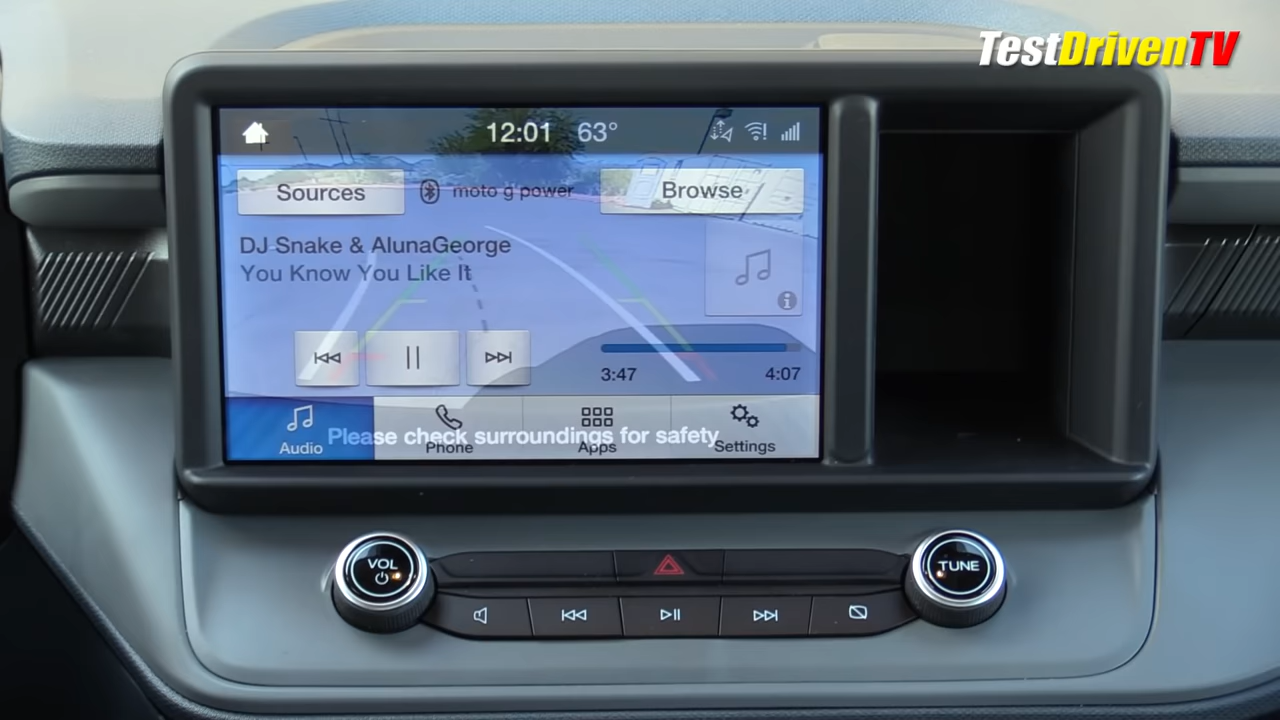 TestDrivenTV
12:01 63°
Sources
moto g power
Browse
DJ Snake & AlunaGeorge
You Know You Like It
3:47
4:07
Please check surroundings for safety
Audio
Phone
Apps
Settings
VOL
TUNE